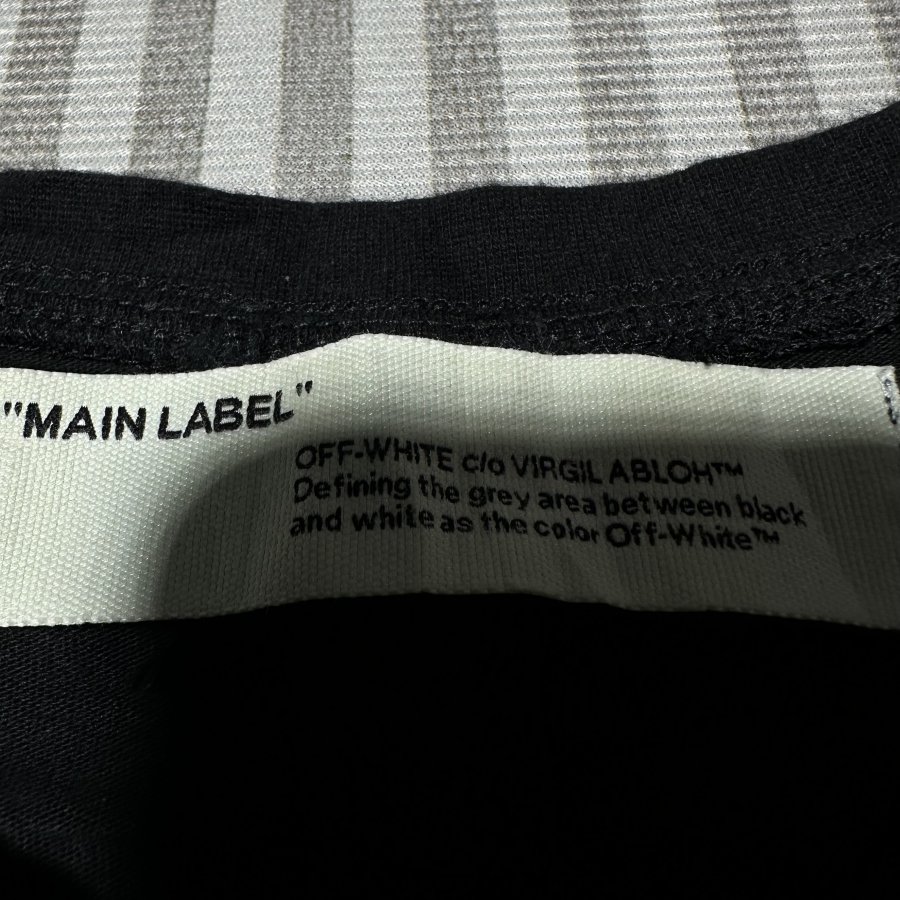 "MAIN LABEL"
OFF-WHITE c/o VIRGIL ABLOH™
Defining the grey area between black
and white as the color Off-White™